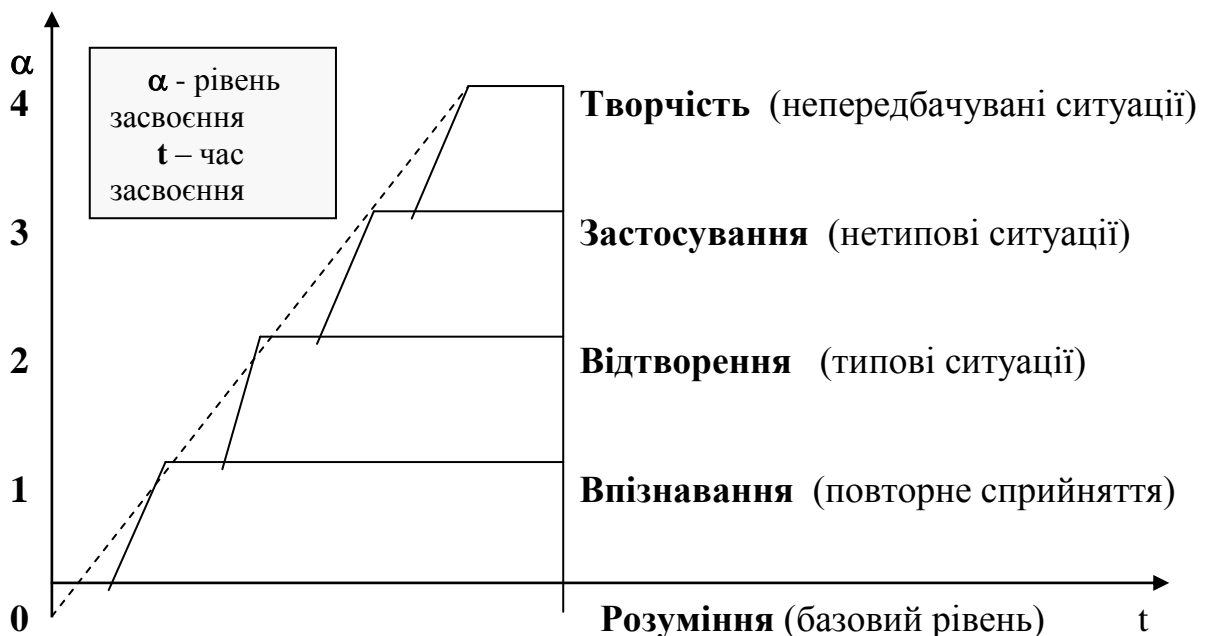 α
α - рівень
засвоєння
t – час
засвоєння
4 Творчість (непередбачувані ситуації)
3 Застосування (нетипові ситуації)
2 Відтворення (типові ситуації)
1 Впізнавання (повторне сприйняття)
0 Розуміння (базовий рівень) t